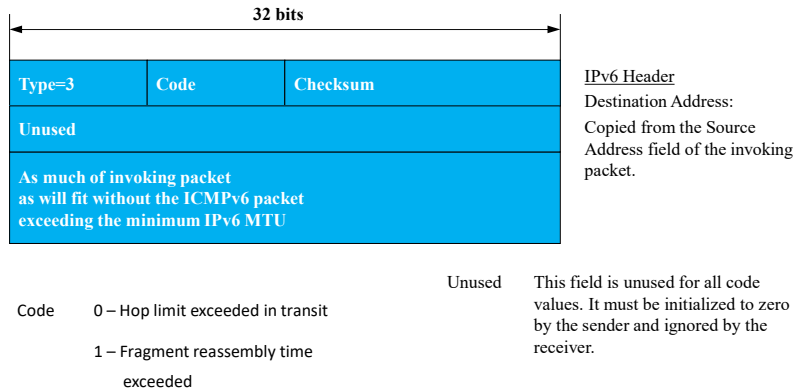 32 bits
Type=3 Code Checksum
Unused
As much of invoking packet
as will fit without the ICMPv6 packet
exceeding the minimum IPv6 MTU
IPv6 Header
Destination Address:
Copied from the Source
Address field of the invoking
packet.
Code 0 – Hop limit exceeded in transit
1 – Fragment reassembly time
exceeded
Unused This field is unused for all code
values. It must be initialized to zero
by the sender and ignored by the
receiver.